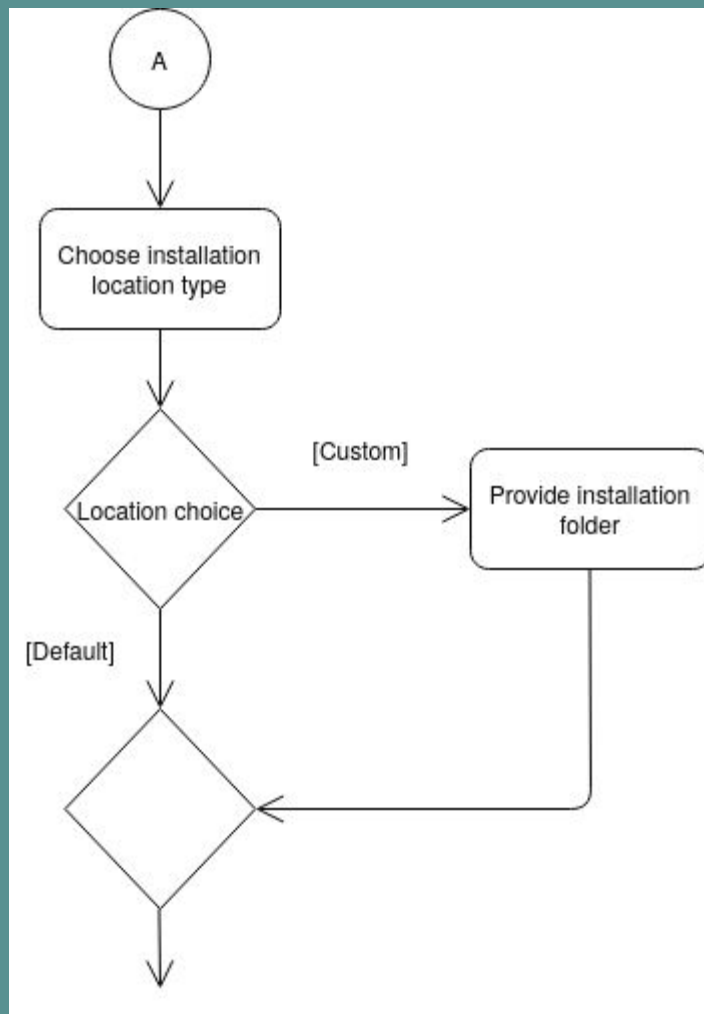 A
Choose installation
location type
[Custom]
Location choice
Provide installation
folder
[Default]